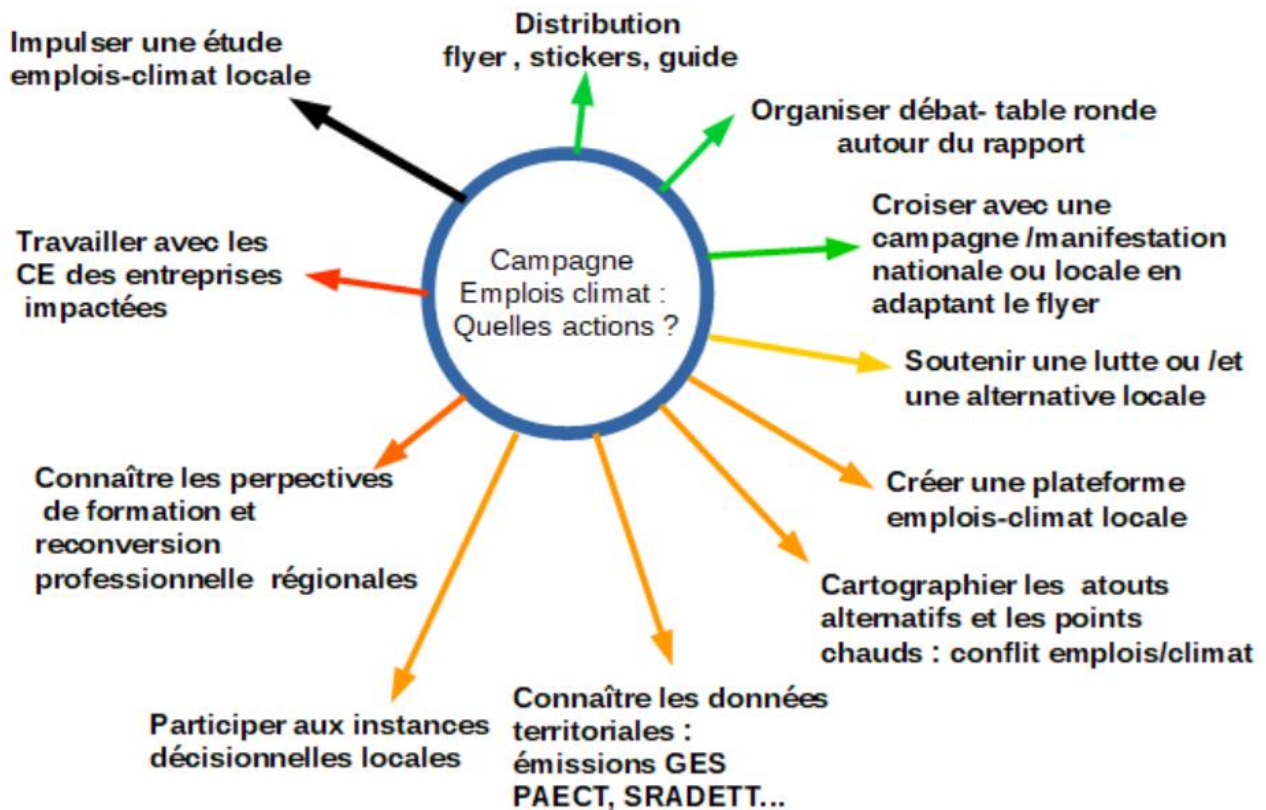 Campagne
Emplois climat :
Quelles actions ?
Distribution
flyer , stickers, guide
Organiser débat- table ronde
autour du rapport
Croiser avec une
campagne /manifestation
nationale ou locale en
adaptant le flyer
Soutenir une lutte ou /et
une alternative locale
Créer une plateforme
emplois-climat locale
Cartographier les atouts
alternatifs et les points
chauds : conflit emplois/climat
Connaître les données
territoriales :
émissions GES
PAECT, SRADETT...
Participer aux instances
décisionnelles locales
Connaître les perpectives
de formation et
reconversion
professionnelle régionales
Travailler avec les
CE des entreprises
impactées
Impulser une étude
emplois-climat locale